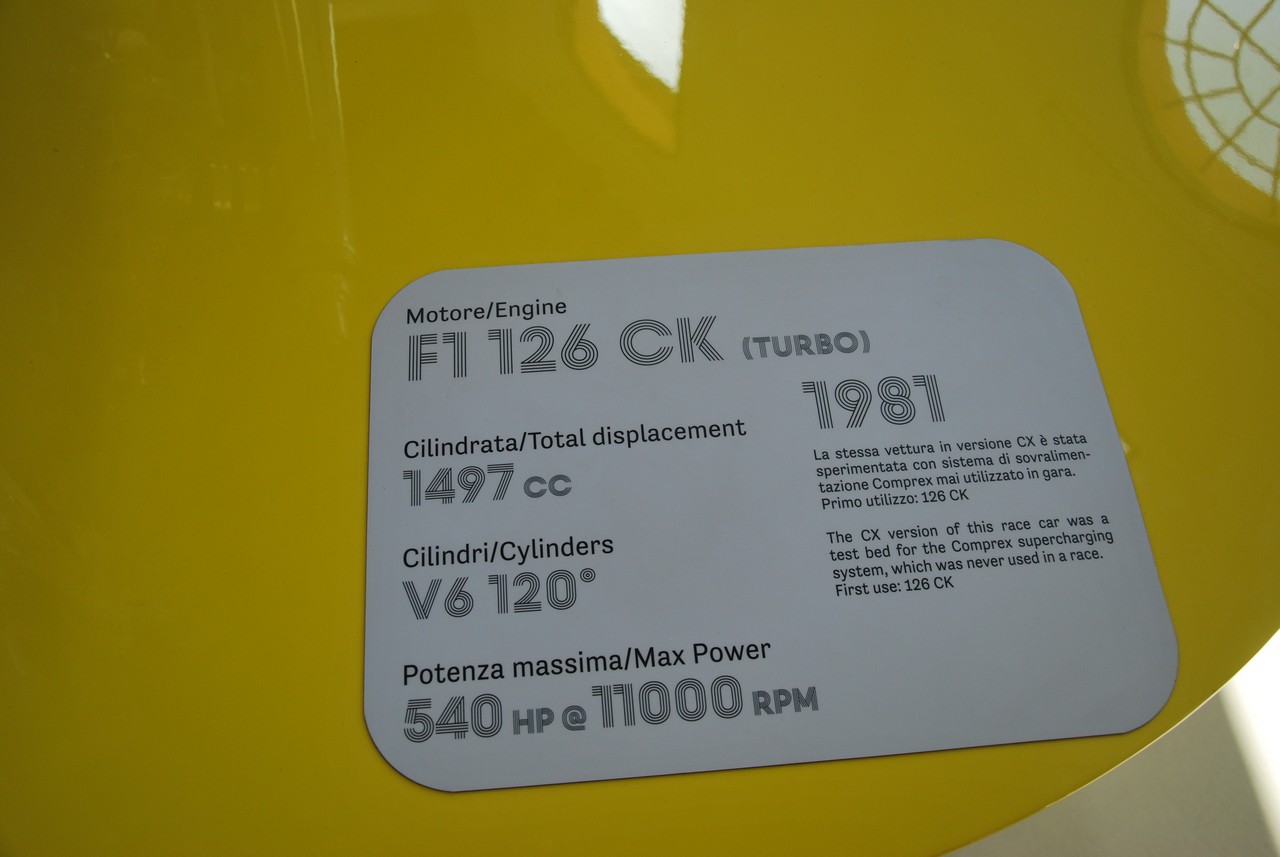 Motore/Engine
F1 126 CK (TURBO)
1981
Cilindrata/Total displacement
1497 CC
Cilindri/Cylinders
V6 120°
Potenza massima/Max Power
540 HP @ 11000 RPM
La stessa vettura in versione CX è stata
sperimentata con sistema di sovralimen-
tazione Comprex mai utilizzato in gara.
Primo utilizzo: 126 CK
The CX version of this race car was a
test bed for the Comprex supercharging
system, which was never used in a race.
First use: 126 CK